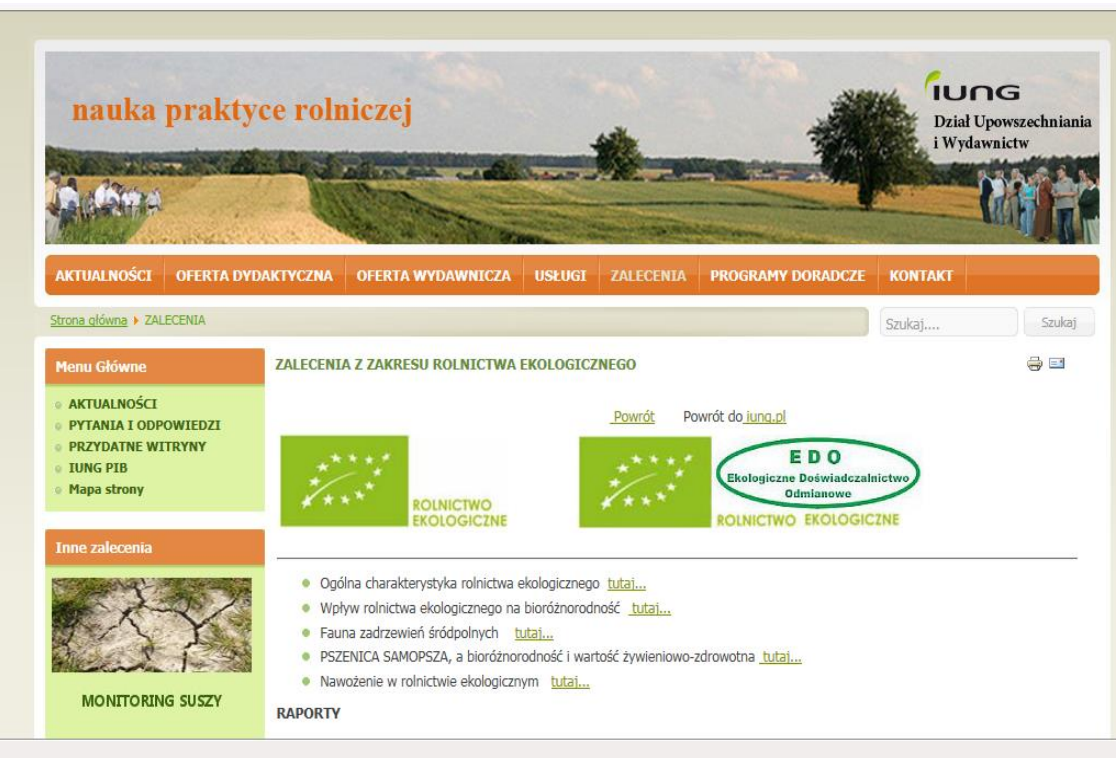 nauka praktyce rolniczej
IUNG
Dział Upowszechniania
i Wydawnictw
AKTUALNOŚCI OFERTA DYDAKTYCZNA OFERTA WYDAWNICZA USŁUGI ZALECENIA PROGRAMY DORADCZE KONTAKT
Strona główna ZALECENIA
Szukaj....
Szukaj
Menu Główne
AKTUALNOŚCI
PYTANIA I ODPOWIEDZI
PRZYDATNE WITRYNY
IUNG PIB
Mapa strony
Inne zalecenia
MONITORING SUSZY
ZALECENIA Z ZAKRESU ROLNICTWA EKOLOGICZNEGO
Powrót Powrót do iung.pl
ROLNICTWO
EKOLOGICZNE
EDO
Ekologiczne Doświadczalnictwo
Odmianowe
ROLNICTWO EKOLOGICZNE
Ogólna charakterystyka rolnictwa ekologicznego tutaj...
Wpływ rolnictwa ekologicznego na bioróżnorodność tutaj...
Fauna zadrzewień śródpolnych tutaj...
PSZENICA SAMOPSZA, a bioróżnorodność i wartość żywieniowo-zdrowotna tutaj...
Nawożenie w rolnictwie ekologicznym tutaj...
RAPORTY